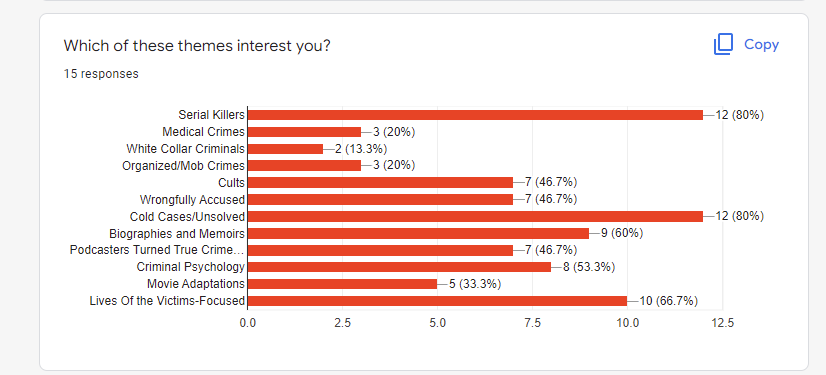 Which of these themes interest you?
Copy
15 responses
Serial Killers 12 (80%)
Medical Crimes 3 (20%)
White Collar Criminals 2 (13.3%)
Organized/Mob Crimes 3 (20%)
Cults 7 (46.7%)
Wrongfully Accused 7 (46.7%)
Cold Cases/Unsolved 12 (80%)
Biographies and Memoirs 9 (60%)
Podcasters Turned True Crime... 7 (46.7%)
Criminal Psychology 8 (53.3%)
Movie Adaptations 5 (33.3%)
Lives Of the Victims-Focused 10 (66.7%)
0.0 2.5 5.0 7.5 10.0 12.5